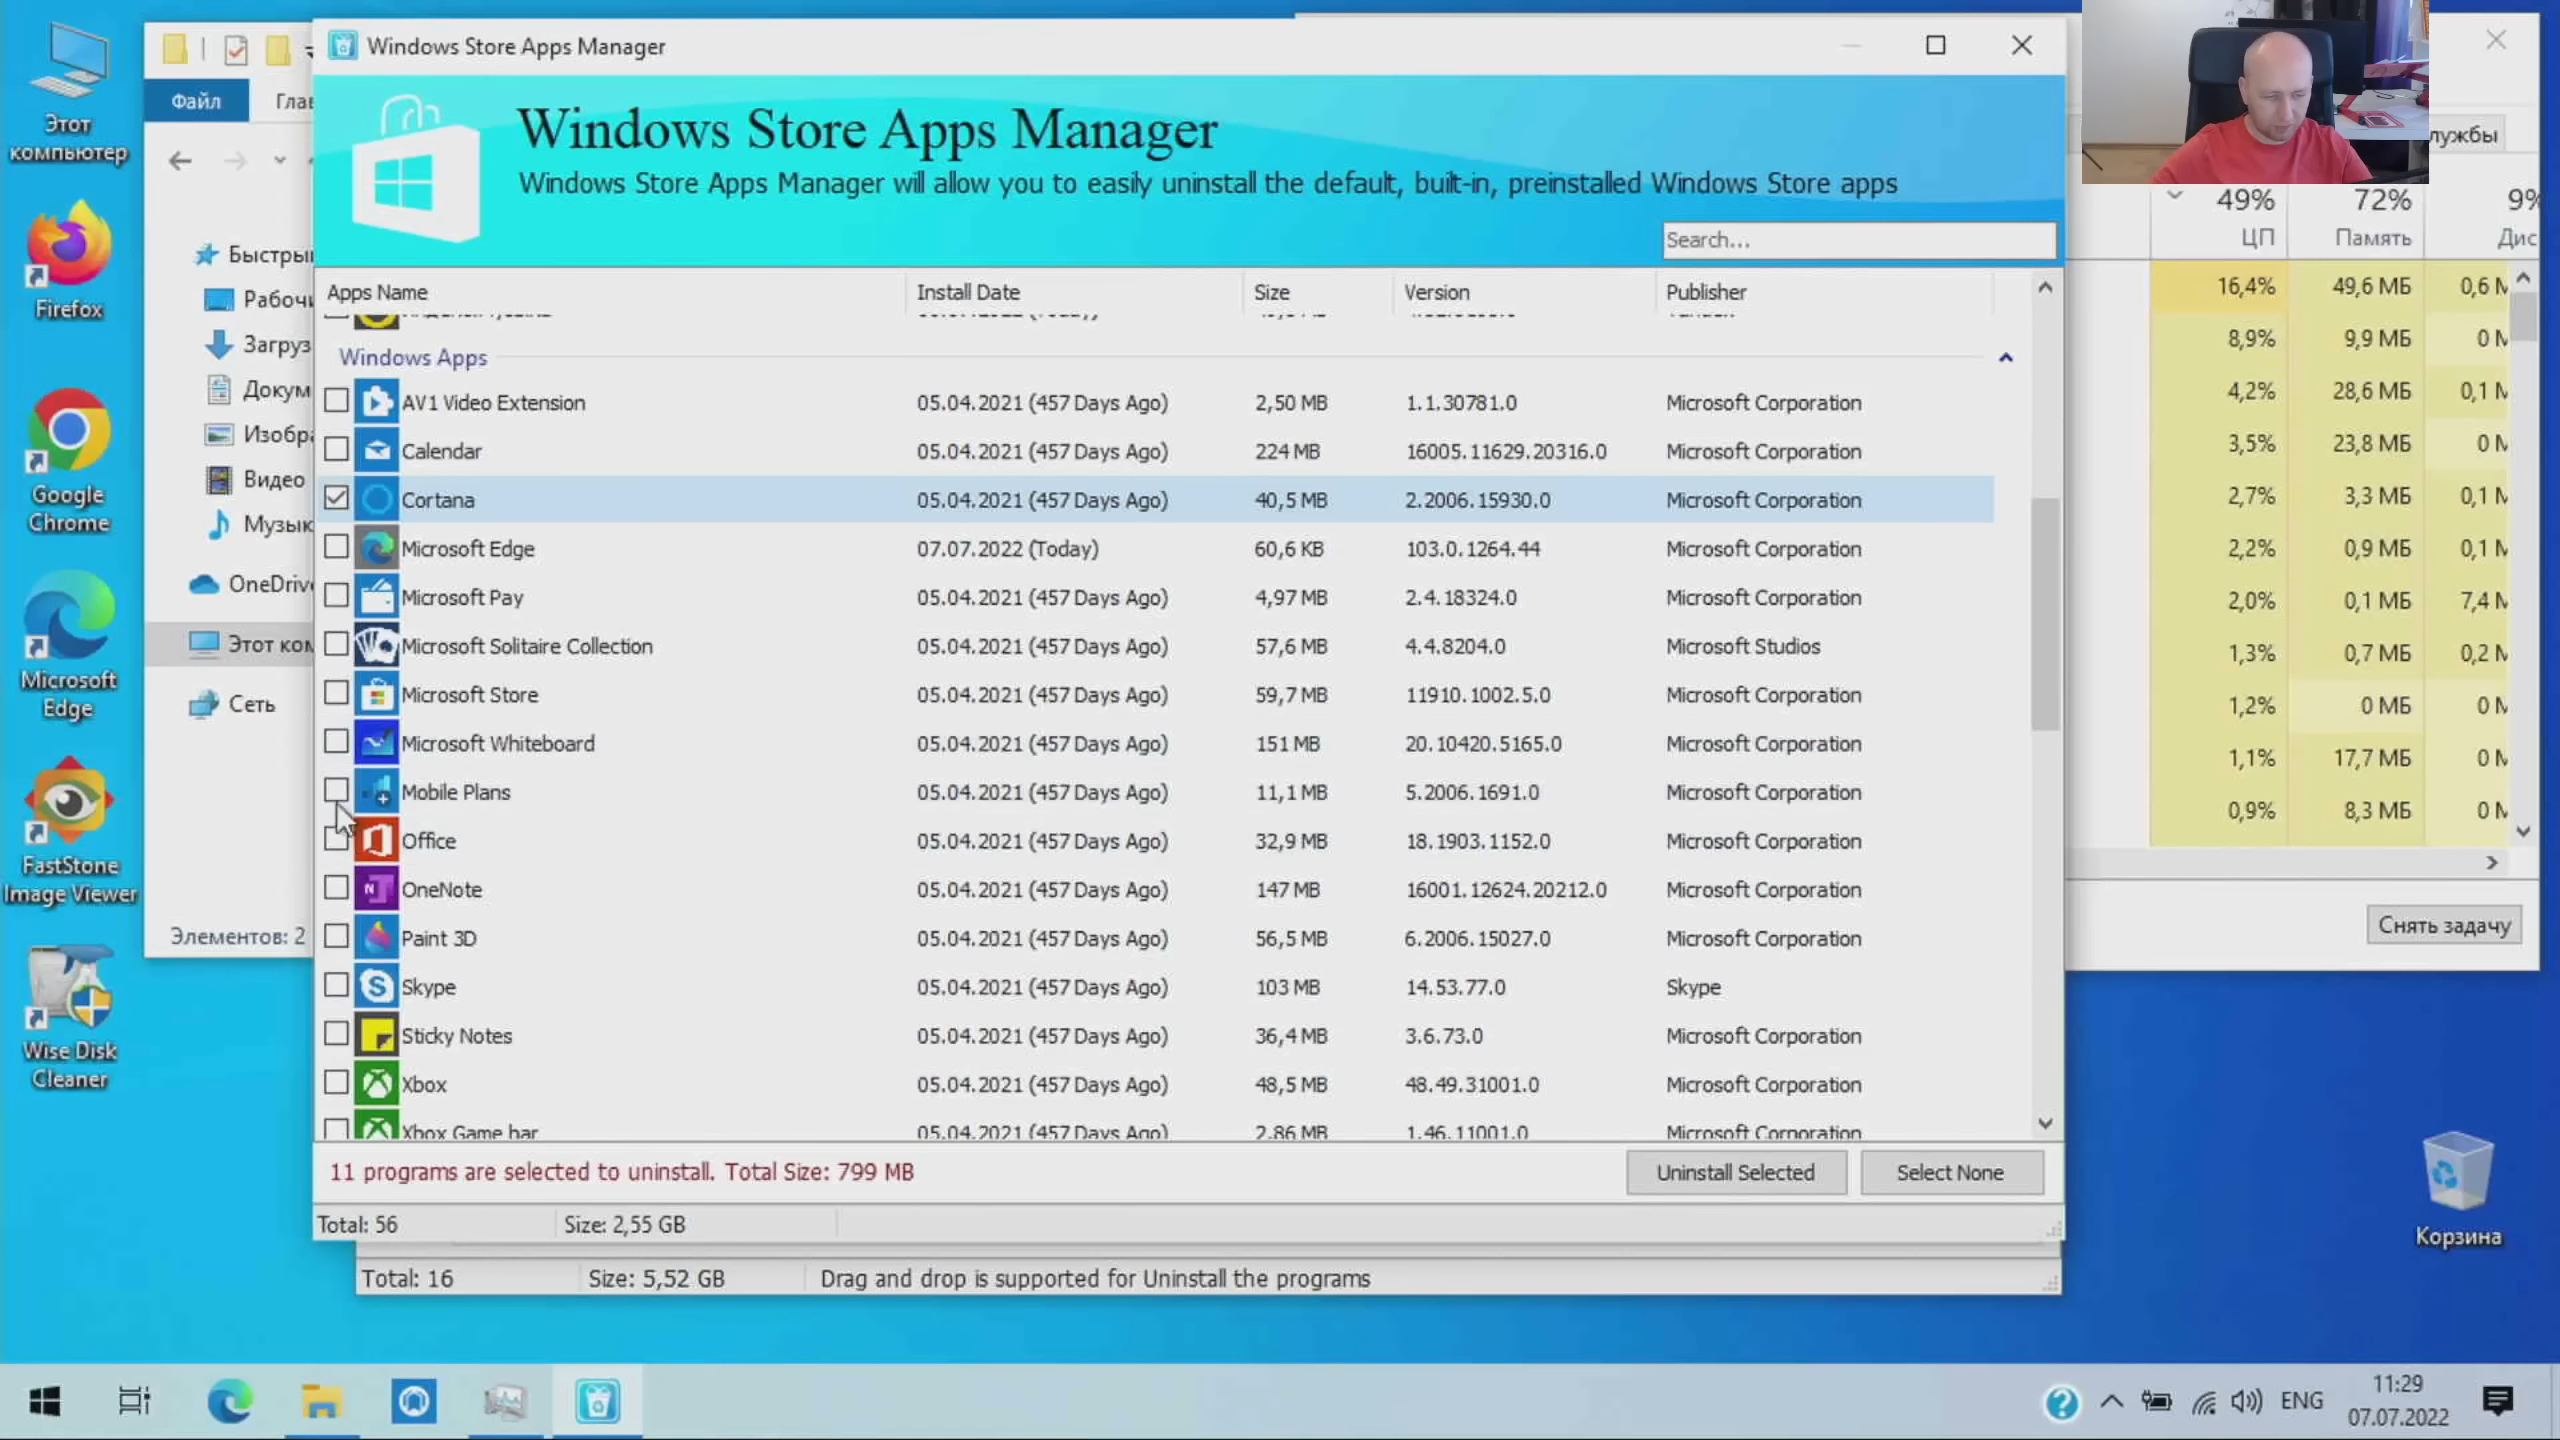 Этот
компьютер
Firefox
Google
Chrome
Microsoft
Edge
FastStone
Image Viewer
Wise Disk
Cleaner
Файл
Сеть
Видео
Элементов: 2
Windows Store Apps Manager
Windows Store Apps Manager
Windows Store Apps Manager will allow you to easily uninstall the default, built-in, preinstalled Windows Store apps
Search...
Apps Name Install Date Size Version Publisher
Windows Apps
AV1 Video Extension 05.04.2021 (457 Days Ago) 2,50 MB 1.1.30781.0 Microsoft Corporation
Calendar 05.04.2021 (457 Days Ago) 224 MB 16005.11629.20316.0 Microsoft Corporation
Cortana 05.04.2021 (457 Days Ago) 40,5 MB 2.2006.15930.0 Microsoft Corporation
Microsoft Edge 07.07.2022 (Today) 60,6 KB 103.0.1264.44 Microsoft Corporation
Microsoft Pay 05.04.2021 (457 Days Ago) 4,97 MB 2.4.18324.0 Microsoft Corporation
Microsoft Solitaire Collection 05.04.2021 (457 Days Ago) 57,6 MB 4.4.8204.0 Microsoft Studios
Microsoft Store 05.04.2021 (457 Days Ago) 59,7 MB 11910.1002.5.0 Microsoft Corporation
Microsoft Whiteboard 05.04.2021 (457 Days Ago) 151 MB 20.10420.5165.0 Microsoft Corporation
Mobile Plans 05.04.2021 (457 Days Ago) 11,1 MB 5.2006.1691.0 Microsoft Corporation
Office 05.04.2021 (457 Days Ago) 32,9 MB 18.1903.1152.0 Microsoft Corporation
OneNote 05.04.2021 (457 Days Ago) 147 MB 16001.12624.20212.0 Microsoft Corporation
Paint 3D 05.04.2021 (457 Days Ago) 56,5 MB 6.2006.15027.0 Microsoft Corporation
Skype 05.04.2021 (457 Days Ago) 103 MB 14.53.77.0 Skype
Sticky Notes 05.04.2021 (457 Days Ago) 36,4 MB 3.6.73.0 Microsoft Corporation
Xbox 05.04.2021 (457 Days Ago) 48,5 MB 48.49.31001.0 Microsoft Corporation
Xbox Game bar 05.04.2021 (457 Days Ago) 2,86 MB 1.46.11001.0 Microsoft Corporation
11 programs are selected to uninstall. Total Size: 799 MB
Uninstall Selected Select None
Total: 56 Size: 2,55 GB
Total: 16 Size: 5,52 GB Drag and drop is supported for Uninstall the programs
49% 72% 9%
ЦП Память
16,4% 49,6 МБ 0,6
8,9% 9,9 МБ 0
4,2% 28,6 МБ 0,1
3,5% 23,8 МБ 0
2,7% 3,3 МБ 0,1
2,2% 0,9 МБ 0,1
2,0% 0,1 МБ 7,4
1,3% 0,7 МБ 0,2
1,2% 0 МБ 0
1,1% 17,7 МБ 0
0,9% 8,3 МБ 0
Снять задачу
Корзина
ENG
11:29
07.07.2022